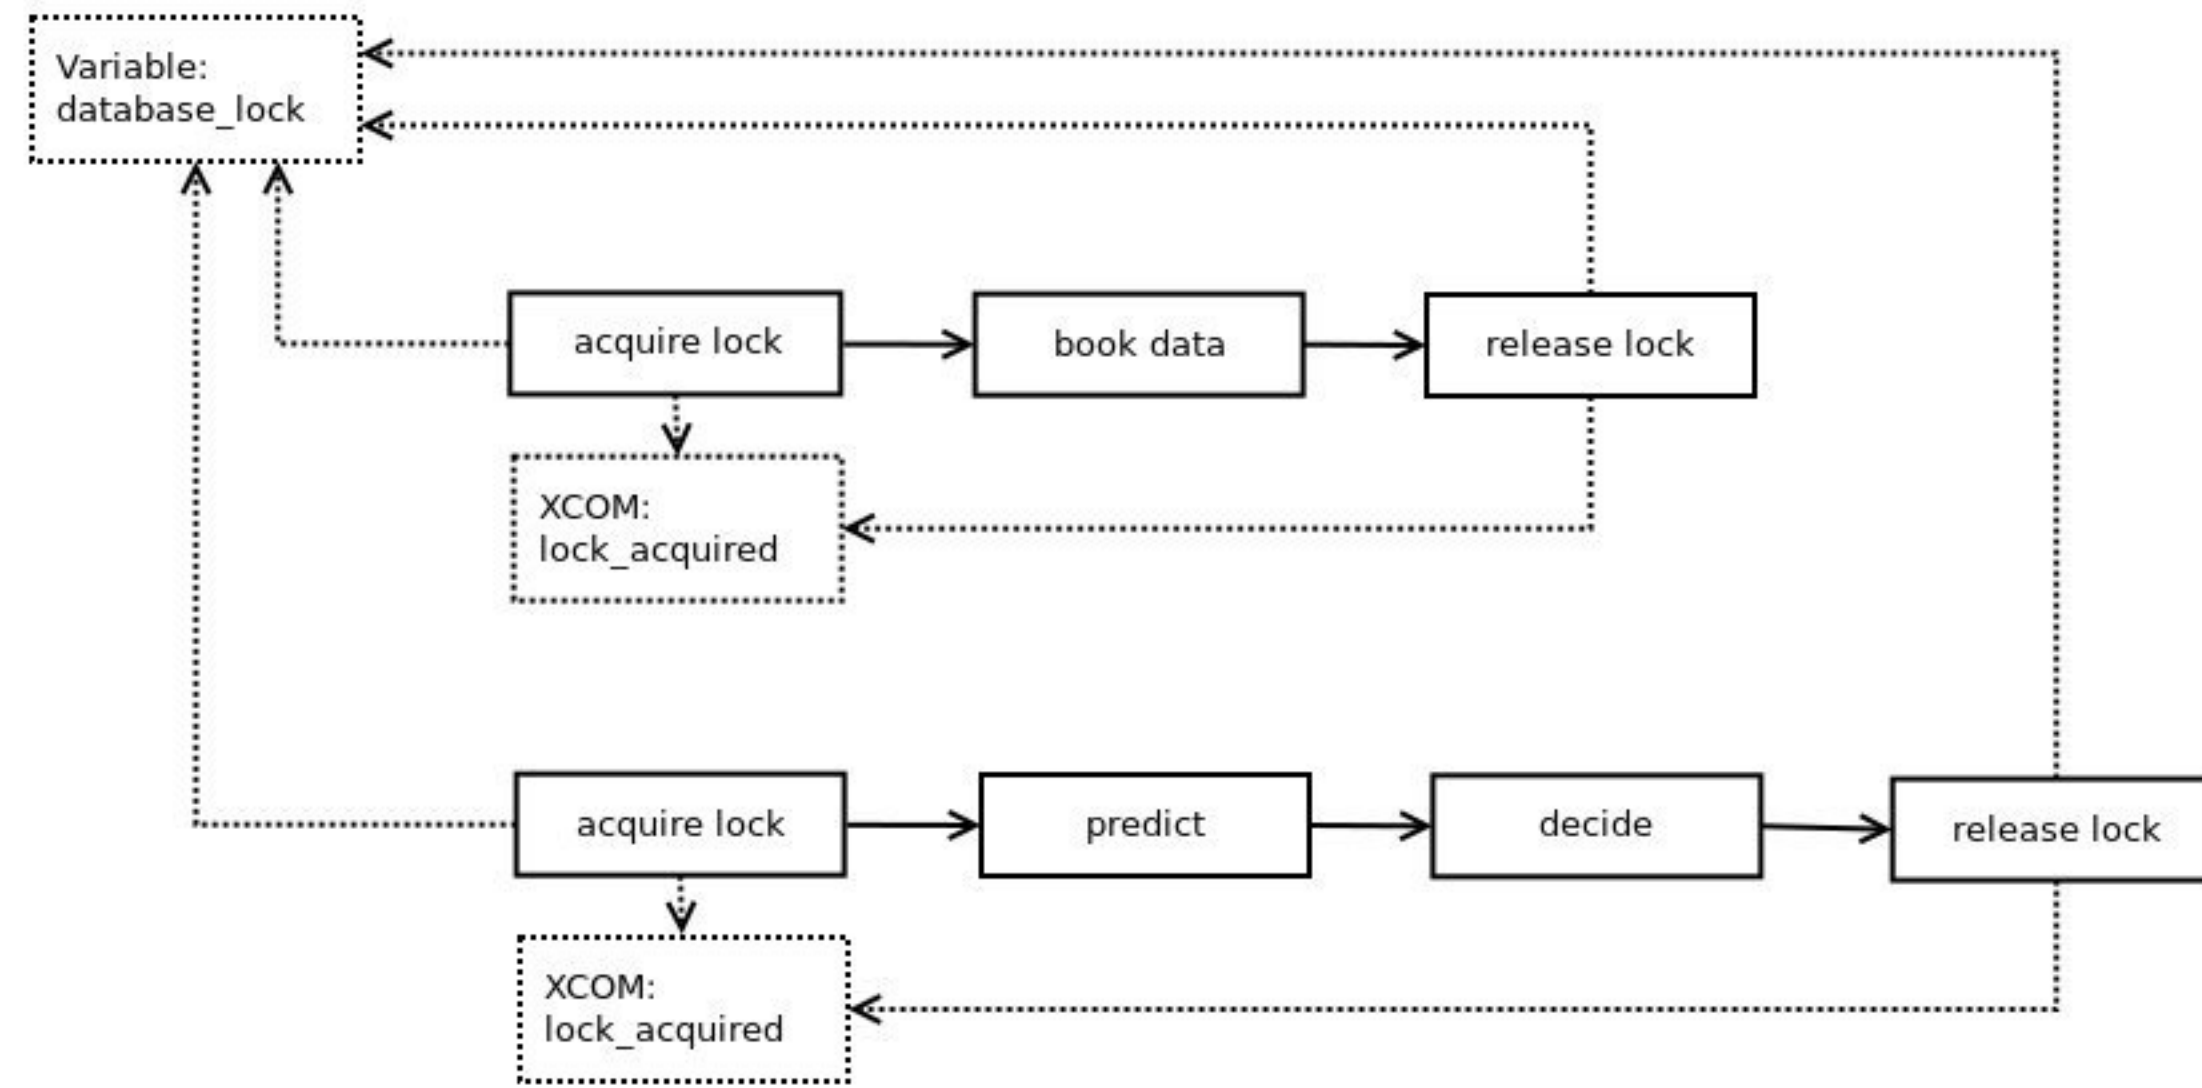 Variable:
database_lock
acquire lock
book data
release lock
XCOM:
lock_acquired
acquire lock
predict
decide
release lock
XCOM:
lock_acquired